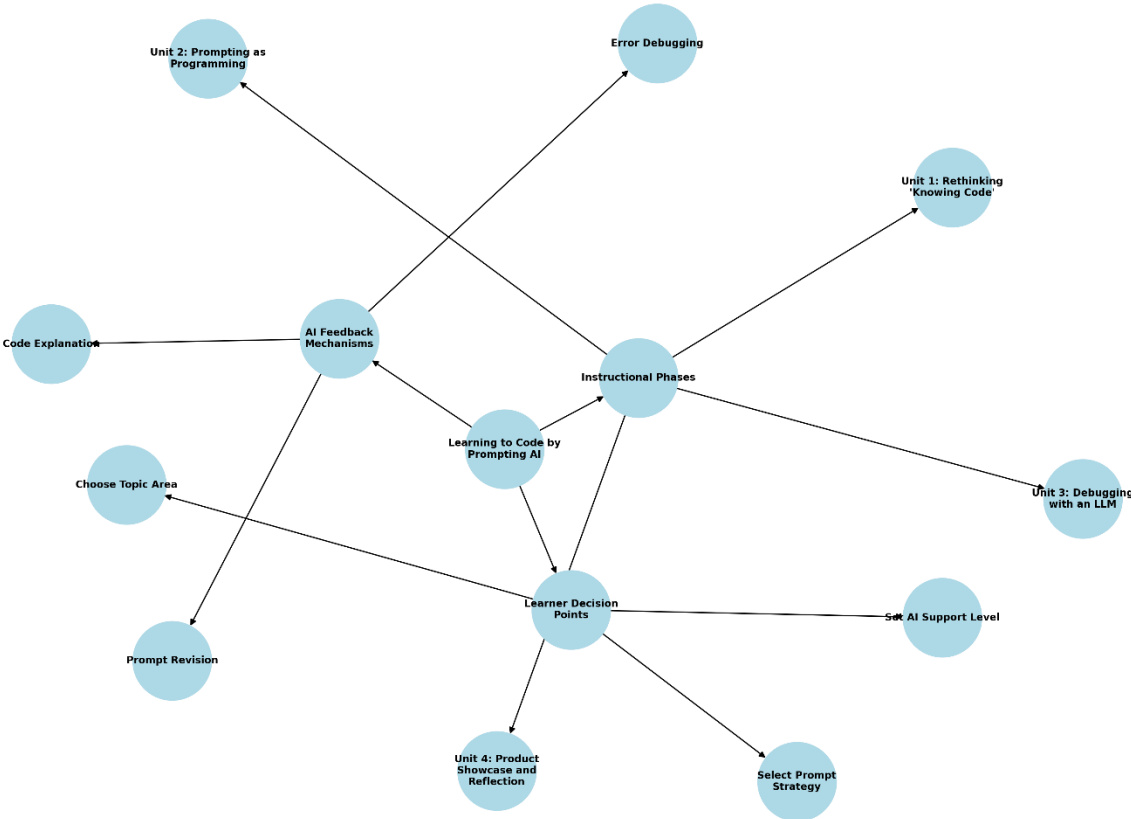 Error Debugging
Unit 2: Prompting as
Programming
Unit 1: Rethinking
'Knowing Code'
AI Feedback
Mechanisms
Code Explanation
Instructional Phases
Learning to Code by
Prompting AI
Choose Topic Area
Unit 3: Debugging
with an LLM
Learner Decision
Points
Set AI Support Level
Prompt Revision
Unit 4: Product
Showcase and
Reflection
Select Prompt
Strategy